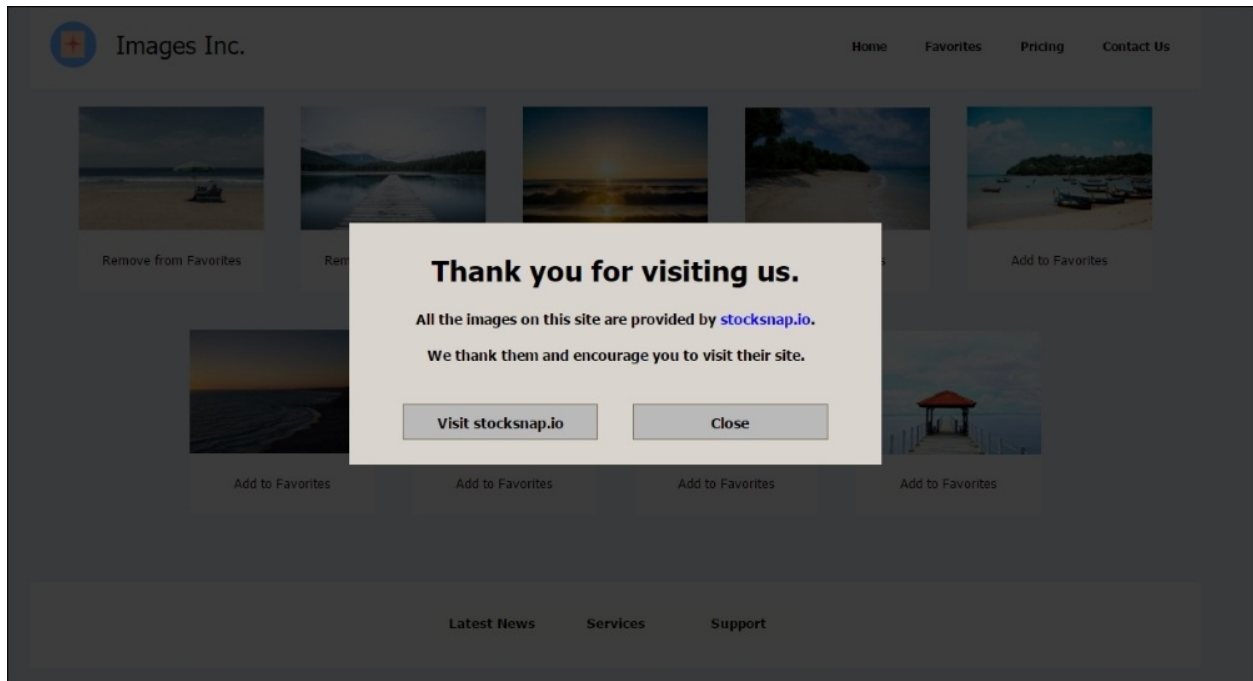 Images Inc.
Home Favorites Pricing Contact Us
Remove from Favorites
Add to Favorites
Thank you for visiting us.
All the images on this site are provided by stocksnap.io.
We thank them and encourage you to visit their site.
Visit stocksnap.io Close
Add to Favorites Add to Favorites Add to Favorites Add to Favorites
Latest News Services Support